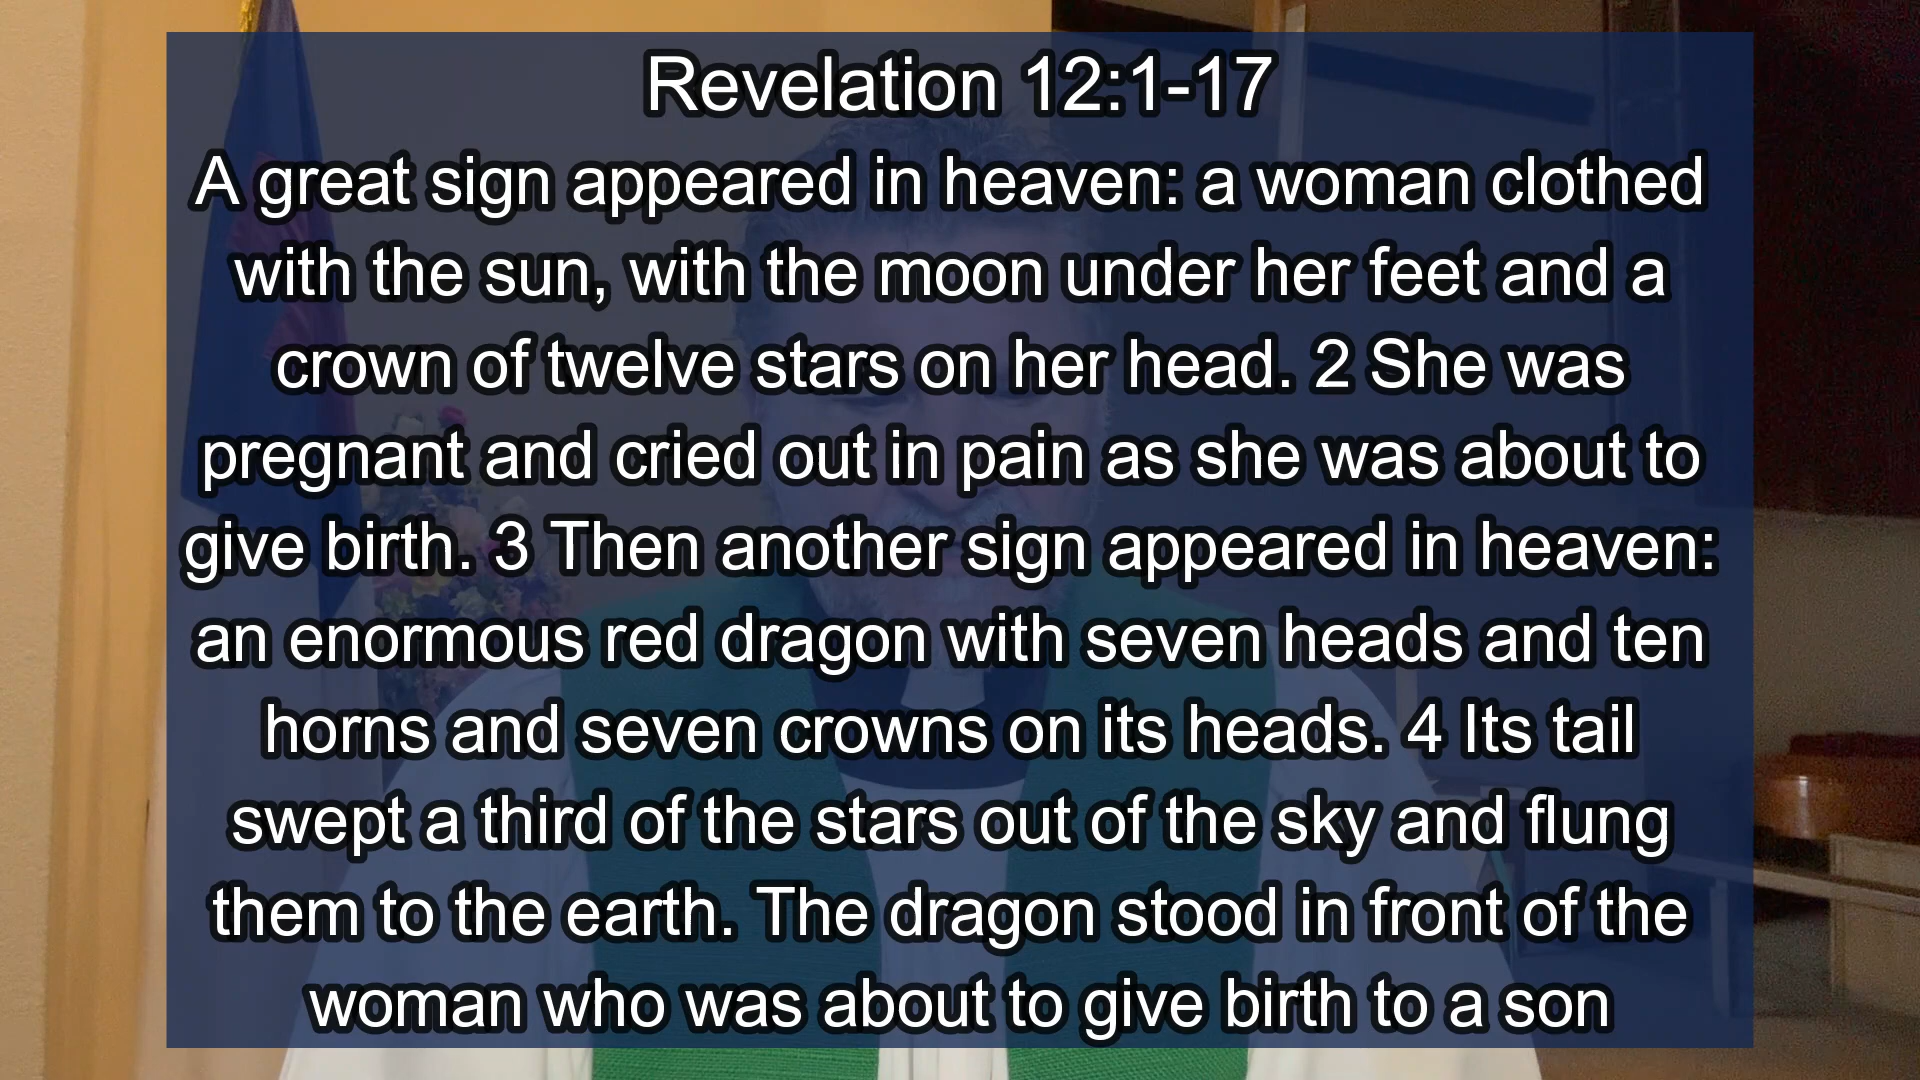 Revelation 12:1-17
A great sign appeared in heaven: a woman clothed
with the sun, with the moon under her feet and a
crown of twelve stars on her head. 2 She was
pregnant and cried out in pain as she was about to
give birth. 3 Then another sign appeared in heaven:
an enormous red dragon with seven heads and ten
horns and seven crowns on its heads. 4 Its tail
swept a third of the stars out of the sky and flung
them to the earth. The dragon stood in front of the
woman who was about to give birth to a son